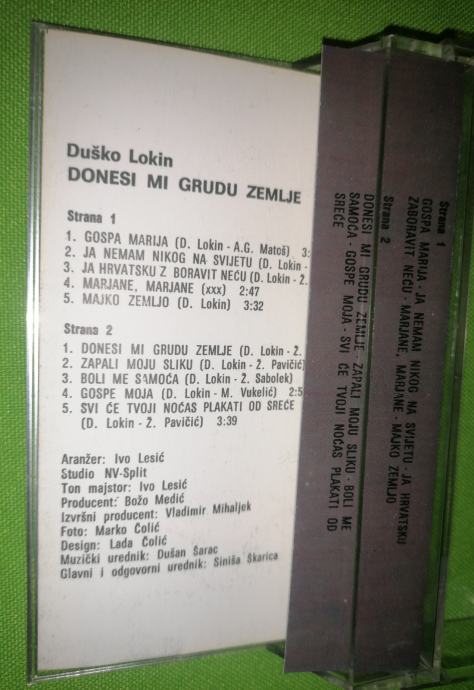 Duško Lokin
DONESI MI GRUDU ZEMLJE
Strana 1
1. GOSPA MARIJA (D. Lokin - A.G. Matoš) 3:
2. JA NEMAM NIKOG NA SVIJETU (D. Lokin -
3. JA HRVATSKU Z BORAVIT NEĆU (D. Lokin - Ž.
4. MARJANE, MARJANE (xxx) 2:47
5. MAJKO ZEMLJO (D. Lokin) 3:32
Strana 2
1. DONESI MI GRUDU ZEMLJE (D. Lokin - Ž.
2. ZAPALI MOJU SLIKU (D. Lokin - Ž. Pavičić)
3. BOLI ME SAMOĆA (D. Lokin - Ž. Sabolek)
4. GOSPE MOJA (D. Lokin - M. Vukelić) 2:5
5. SVI ĆE TVOJI NOĆAS PLAKATI OD SREĆE
(D. Lokin - Ž. Pavičić) 3:39
Aranžer: Ivo Lesić
Studio NV-Split
Ton majstor: Ivo Lesić
Producent: Božo Medić
Izvršni producent: Vladimir Mihaljek
Foto: Marko Čolić
Design: Lada Čolić
Muzički urednik: Dušan Šarac
Glavni i odgovorni urednik: Siniša Škarica
Strana 1
GOSPA MARIJA · JA NEMAM NIKOG NA SVIJETU · JA HRVATSKU
ZABORAVIT NEĆU · MARJANE, MARJANE · MAJKO ZEMLJO
Strana 2
DONESI MI GRUDU ZEMLJE · ZAPALI MOJU SLIKU · BOLI ME
SAMOĆA · GOSPE MOJA · SVI ĆE TVOJI NOĆAS PLAKATI OD
SREĆE